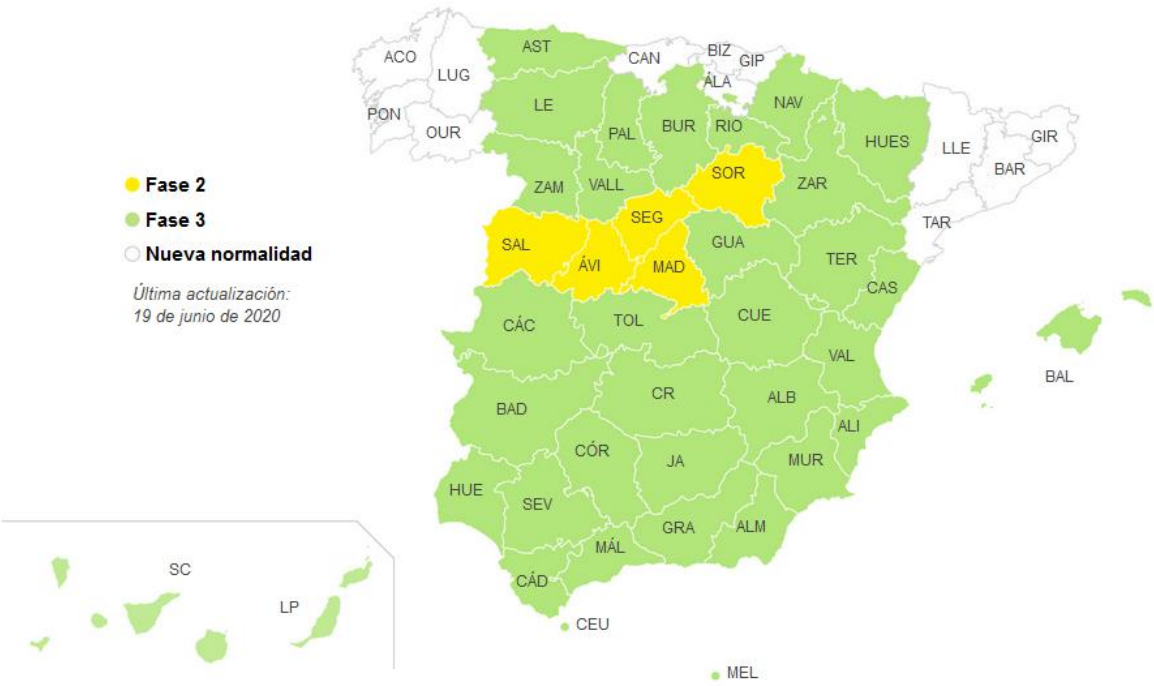 ACO
LUG
PON
OUR
AST
CAN
BIZ
GIP
ÁLA
LE
PAL
BUR
RIO
NAV
HUES
LLE
GIR
BAR
TAR
ZAM
VALL
SOR
ZAR
SEG
SAL
ÁVI
MAD
GUA
TER
CAS
Fase 2
Fase 3
Nueva normalidad
Última actualización:
19 de junio de 2020
CÁC
TOL
CUE
VAL
BAL
BAD
CR
ALB
ALI
CÓR
JA
MUR
HUE
SEV
GRA
ALM
MÁL
CÁD
SC
LP
CEU
MEL